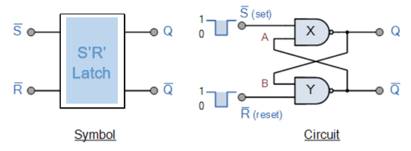 S̅ Q
S'R'
Latch
R̅ Q̅
Symbol
1
0
S̅ (set)
A
X
Q
B
Y
1
0
R̅ (reset)
Q̅
Circuit